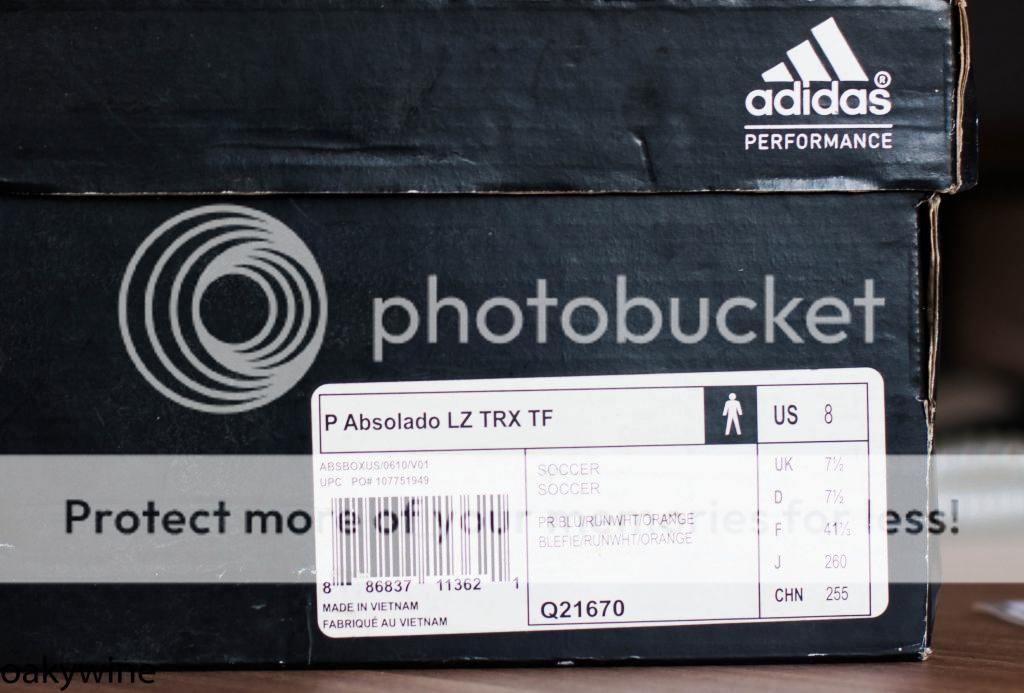 adidas®
PERFORMANCE
photobucket
P Absolado LZ TRX TF
US 8
ABSBOXUS/0610/V01
UPC PO# 107751949
SOCCER
SOCCER
UK 7½
D 7½
Protect more of your memories for less!
PRBLU/RUNWHT/ORANGE
BLEFIE/RUNWHT/ORANGE
F 41⅓
J 260
8 86837 11362 1
CHN 255
MADE IN VIETNAM
FABRIQUÉ AU VIETNAM
Q21670
oakywine